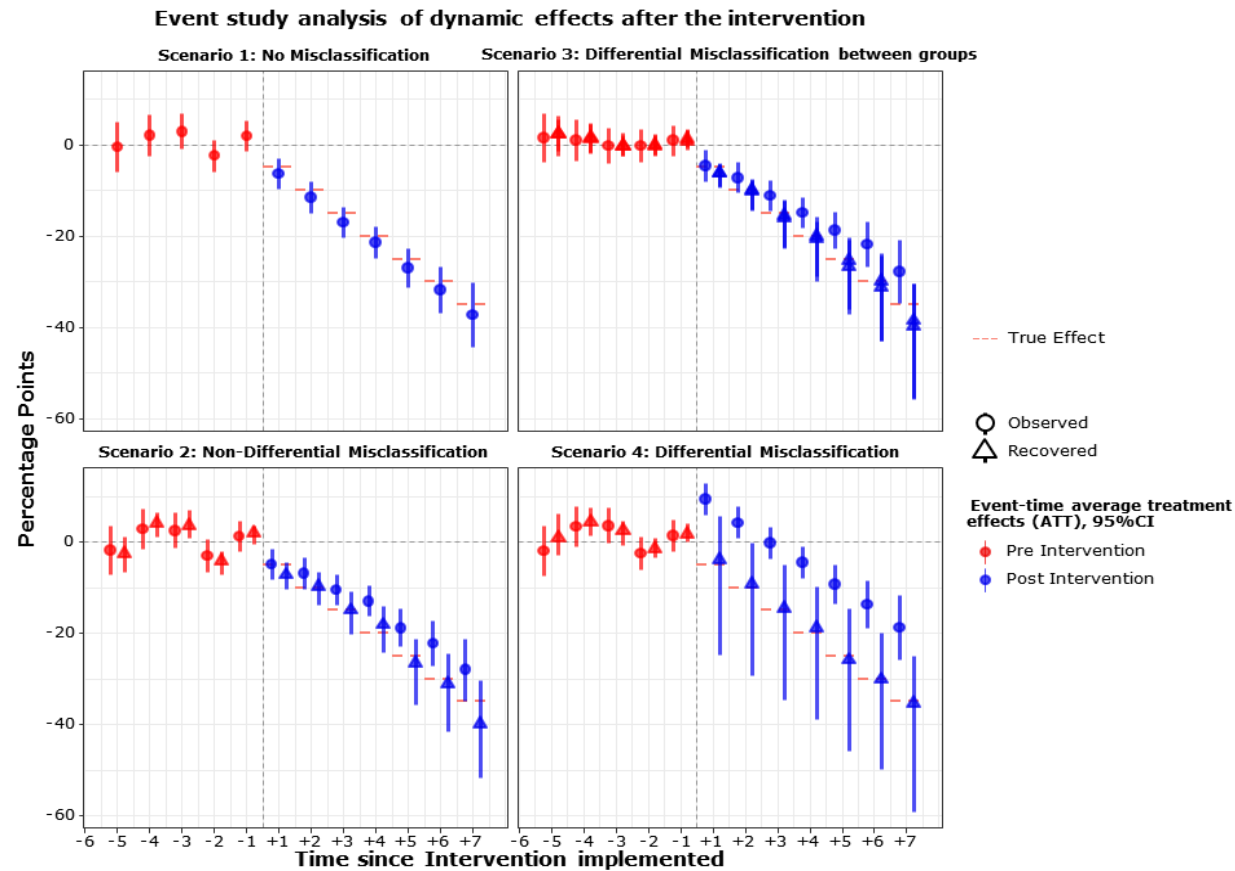 Event study analysis of dynamic effects after the intervention
Scenario 1: No Misclassification
Scenario 3: Differential Misclassification between groups
0
-20
-40
-60
Scenario 2: Non-Differential Misclassification
Scenario 4: Differential Misclassification
0
-20
-40
-60
-6 -5 -4 -3 -2 -1 +1 +2 +3 +4 +5 +6 +7
-6 -5 -4 -3 -2 -1 +1 +2 +3 +4 +5 +6 +7
Time since Intervention implemented
Percentage Points
True Effect
Observed
Recovered
Event-time average treatment
effects (ATT), 95%CI
Pre Intervention
Post Intervention